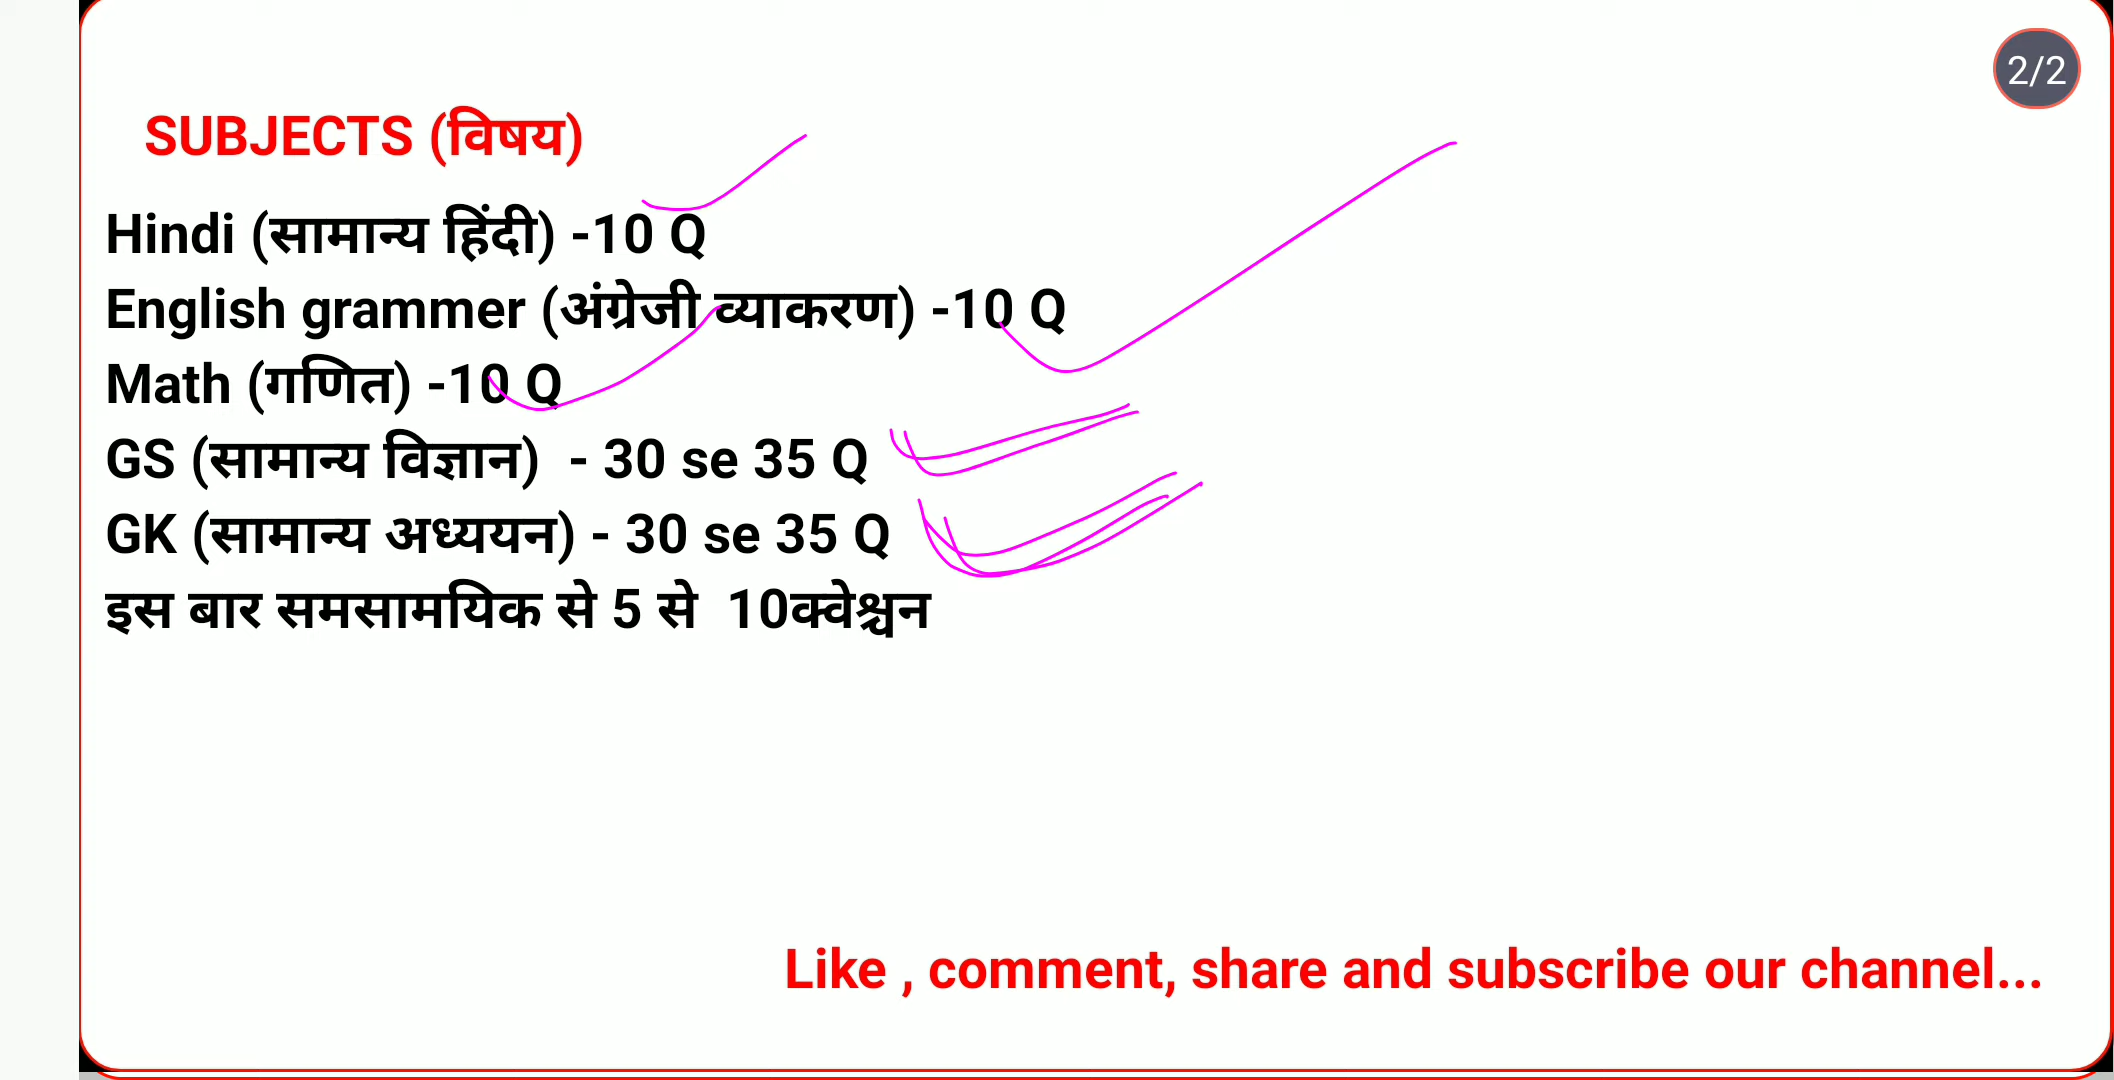 2/2
SUBJECTS (विषय)
Hindi (सामान्य हिंदी) -10 Q
English grammer (अंग्रेजी व्याकरण) -10 Q
Math (गणित) -10 Q
GS (सामान्य विज्ञान)  - 30 se 35 Q
GK (सामान्य अध्ययन) - 30 se 35 Q
इस बार समसामयिक से 5 से  10क्वेश्चन
Like , comment, share and subscribe our channel...